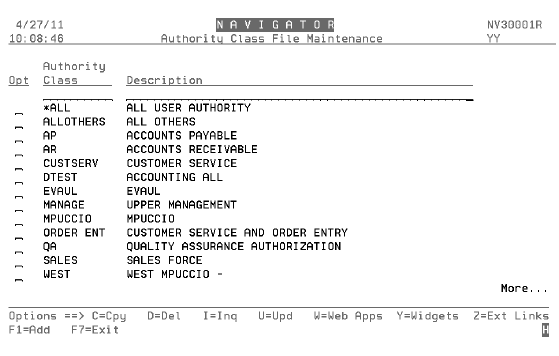 4/27/11 N A V I G A T O R NV30001R
10:08:46 Authority Class File Maintenance YY
Authority
Opt Class Description
*ALL ALL USER AUTHORITY
ALLOTHERS ALL OTHERS
AP ACCOUNTS PAYABLE
AR ACCOUNTS RECEIVABLE
CUSTSERV CUSTOMER SERVICE
DTEST ACCOUNTING ALL
EVAUL EVAUL
MANAGE UPPER MANAGEMENT
MPUCCIO MPUCCIO
ORDER ENT CUSTOMER SERVICE AND ORDER ENTRY
QA QUALITY ASSURANCE AUTHORIZATION
SALES SALES FORCE
WEST WEST MPUCCIO -
More...
Options ==> C=Cpy D=Del I=Inq U=Upd W=Web Apps Y=Widgets Z=Ext Links
F1=Add F7=Exit H